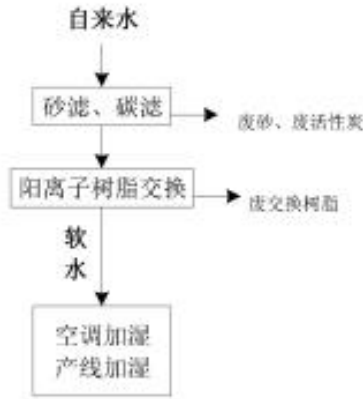 自来水
砂滤、碳滤
废砂、废活性炭
阳离子树脂交换
废交换树脂
软
水
空调加湿
产线加湿